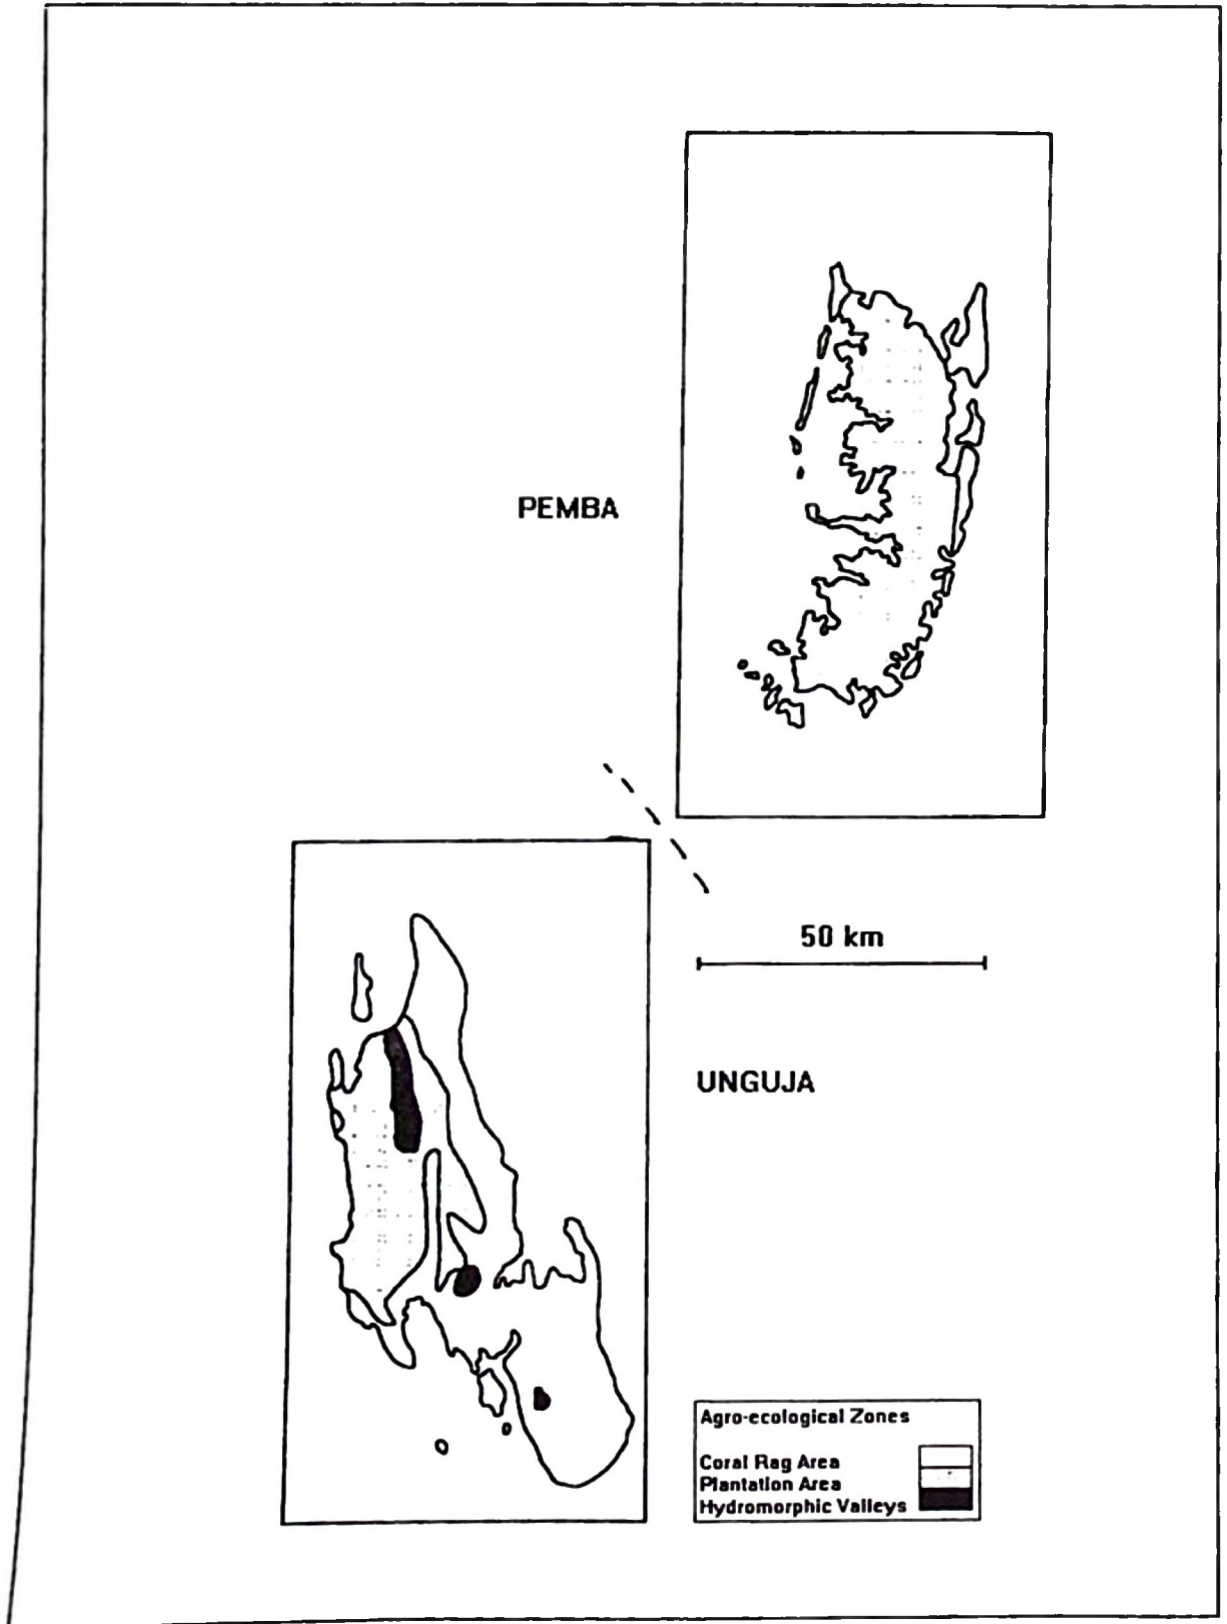 PEMBA
50 km
UNGUJA
Agro-ecological Zones
Coral Rag Area
Plantation Area
Hydromorphic Valleys